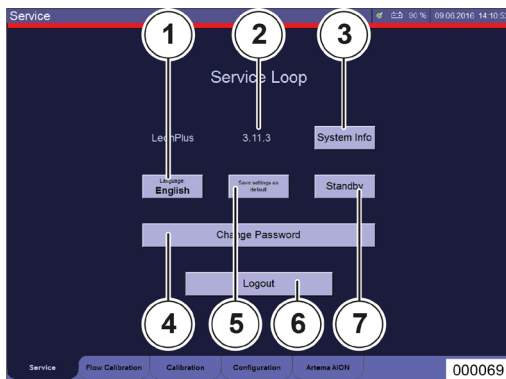 Service
90 % 09.06.2016 14:10:53
1 2 3
Service Loop
LeonPlus 3.11.3 System Info
Language:
English
Save settings as
default
Standby
Change Password
Logout
4 5 6 7
Service Flow Calibration Calibration Configuration Artema AION
000069